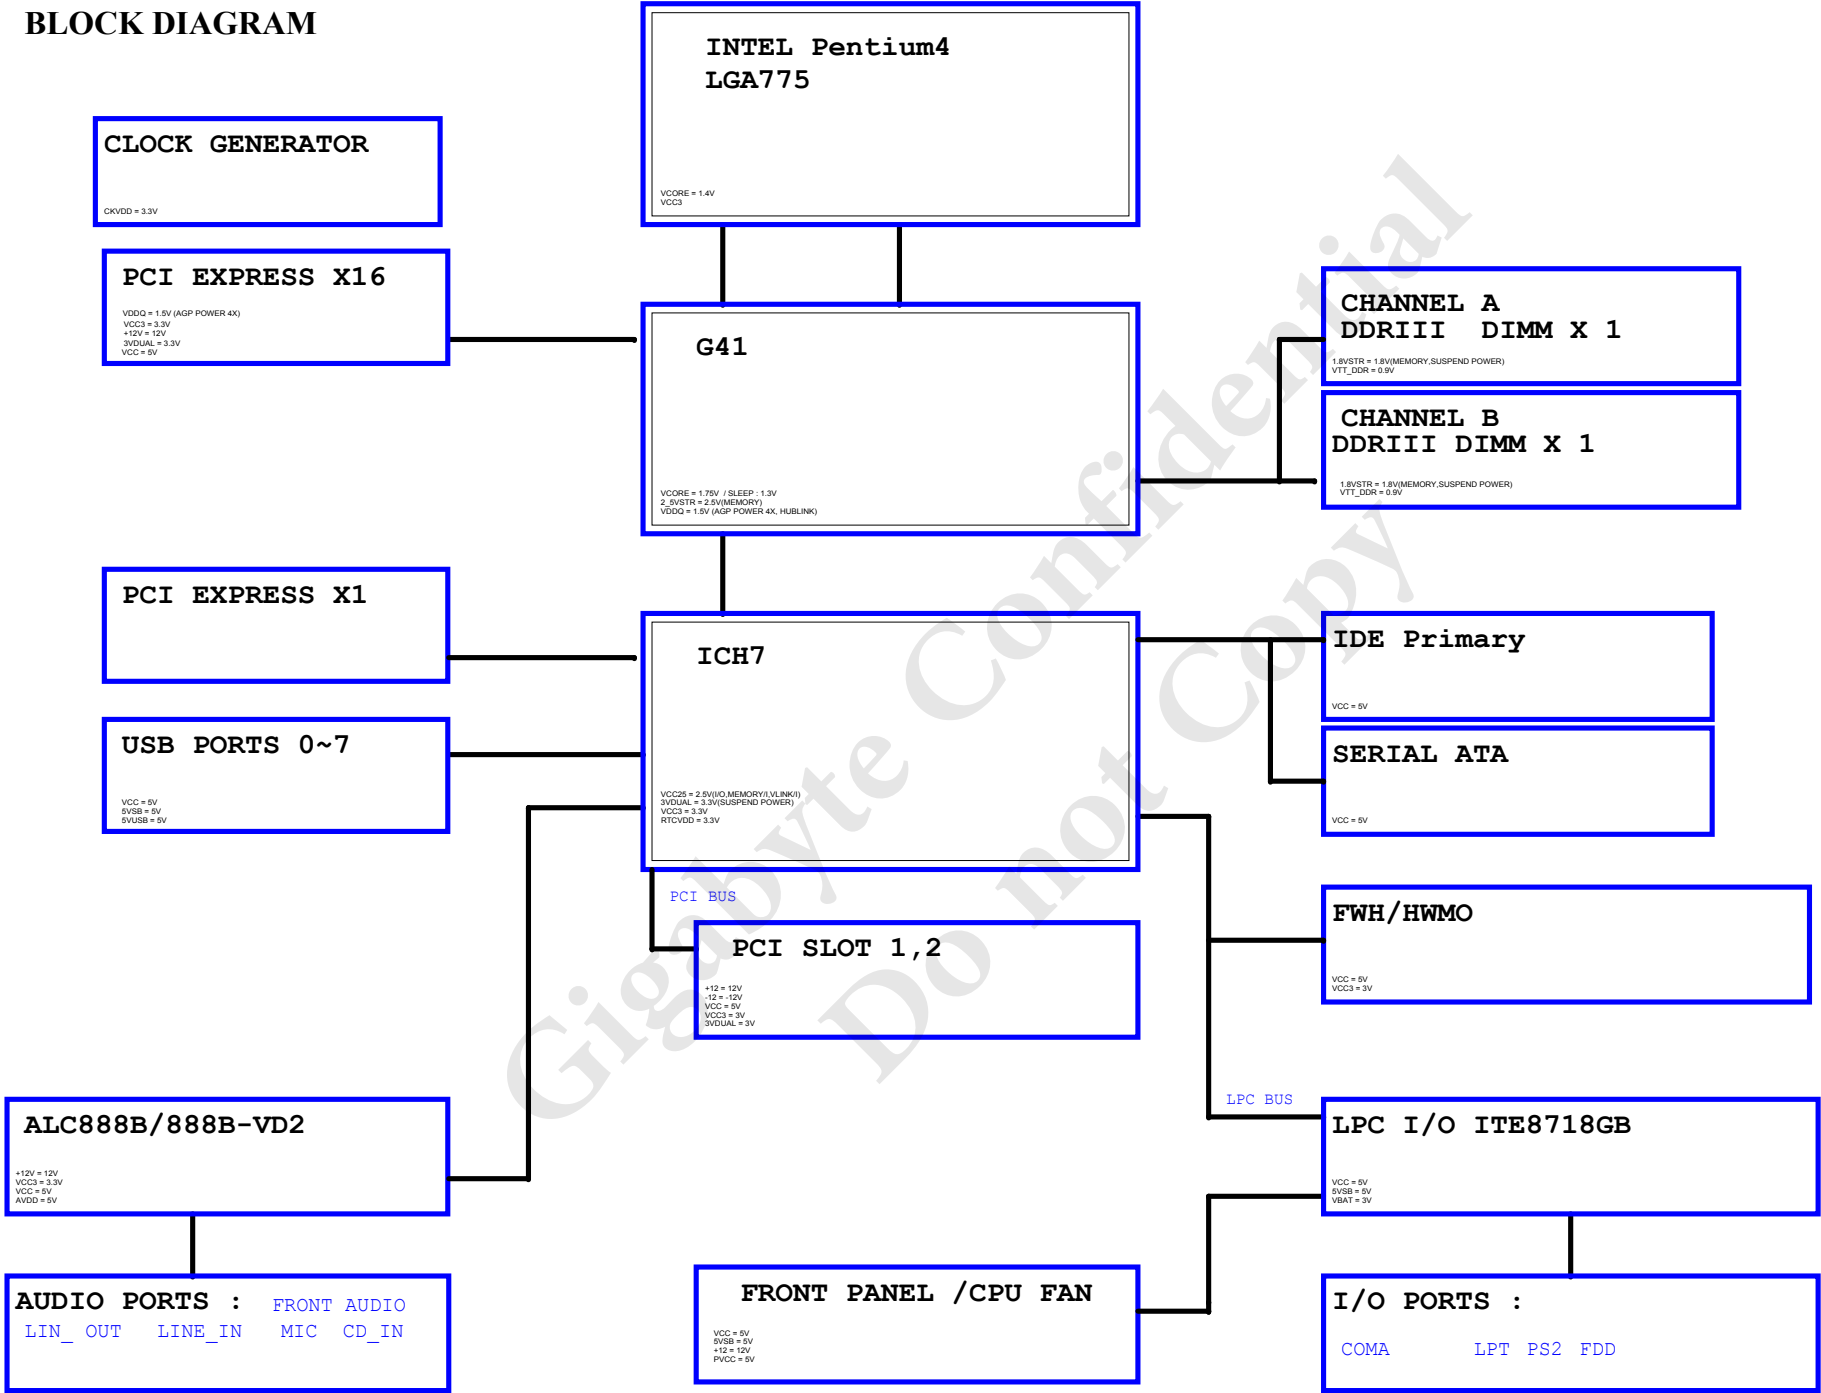 BLOCK DIAGRAM
INTEL Pentium4
LGA775
VCORE = 1.4V
VCC3
CLOCK GENERATOR
CKVDD = 3.3V
PCI EXPRESS X16
VDDQ = 1.5V (AGP POWER 4X)
VCC3 = 3.3V
+12V = 12V
3VDUAL = 3.3V
VCC = 5V
G41
VCORE = 1.75V / SLEEP : 1.3V
2_5VSTR = 2.5V(MEMORY)
VDDQ = 1.5V (AGP POWER 4X, HUBLINK)
CHANNEL A
DDRIII DIMM X 1
1.8VSTR = 1.8V(MEMORY,SUSPEND POWER)
VTT_DDR = 0.9V
CHANNEL B
DDRIII DIMM X 1
1.8VSTR = 1.8V(MEMORY,SUSPEND POWER)
VTT_DDR = 0.9V
PCI EXPRESS X1
ICH7
VCC25 = 2.5V(I/O,MEMORY/I,VLINK/I)
3VDUAL = 3.3V(SUSPEND POWER)
VCC3 = 3.3V
RTCVDD = 3.3V
IDE Primary
VCC = 5V
USB PORTS 0~7
VCC = 5V
5VSB = 5V
5VUSB = 5V
SERIAL ATA
VCC = 5V
PCI BUS
PCI SLOT 1,2
+12 = 12V
-12 = -12V
VCC = 5V
VCC3 = 3V
3VDUAL = 3V
FWH/HWMO
VCC = 5V
VCC3 = 3V
LPC BUS
LPC I/O ITE8718GB
VCC = 5V
5VSB = 5V
VBAT = 3V
ALC888B/888B-VD2
+12V = 12V
VCC3 = 3.3V
VCC = 5V
AVDD = 5V
AUDIO PORTS : FRONT AUDIO
LIN_ OUT LINE_IN MIC CD_IN
FRONT PANEL /CPU FAN
VCC = 5V
5VSB = 5V
+12 = 12V
PVCC = 5V
I/O PORTS :
COMA LPT PS2 FDD
Gigabyte Confidential
Do not Copy